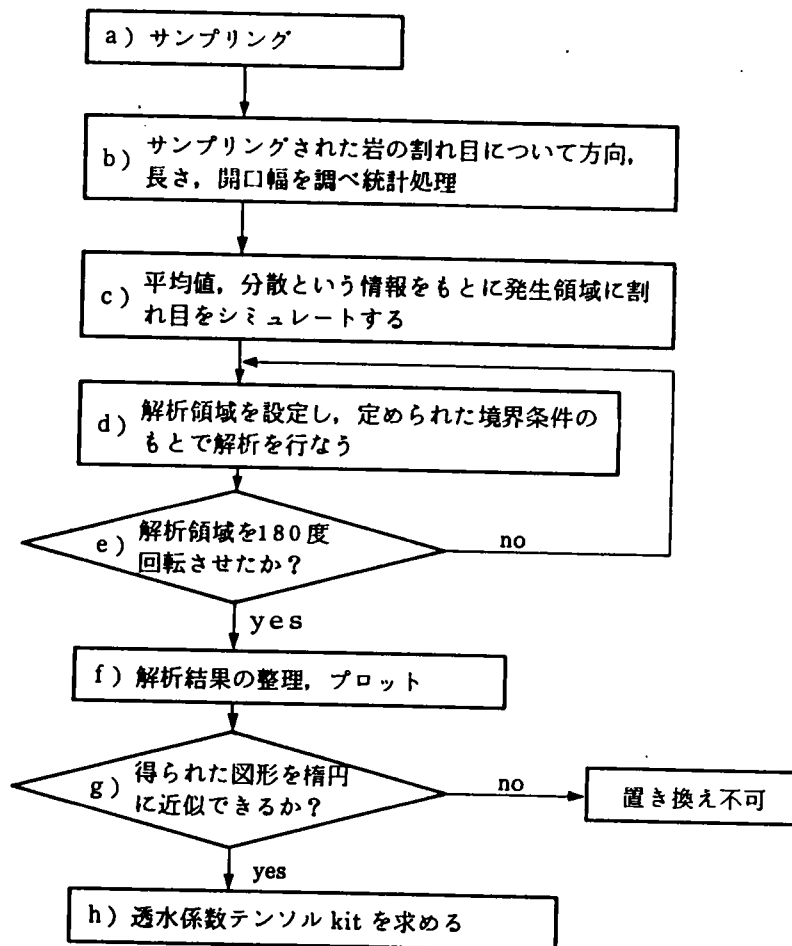 a）サンプリング
b）サンプリングされた岩の割れ目について方向，
長さ，開口幅を調べ統計処理
c）平均値，分散という情報をもとに発生領域に割
れ目をシミュレートする
d）解析領域を設定し，定められた境界条件の
もとで解析を行なう
e）解析領域を180度
回転させたか？
no
yes
f）解析結果の整理，プロット
g）得られた図形を楕円
に近似できるか？
no
置き換え不可
yes
h）透水係数テンソル kit を求める